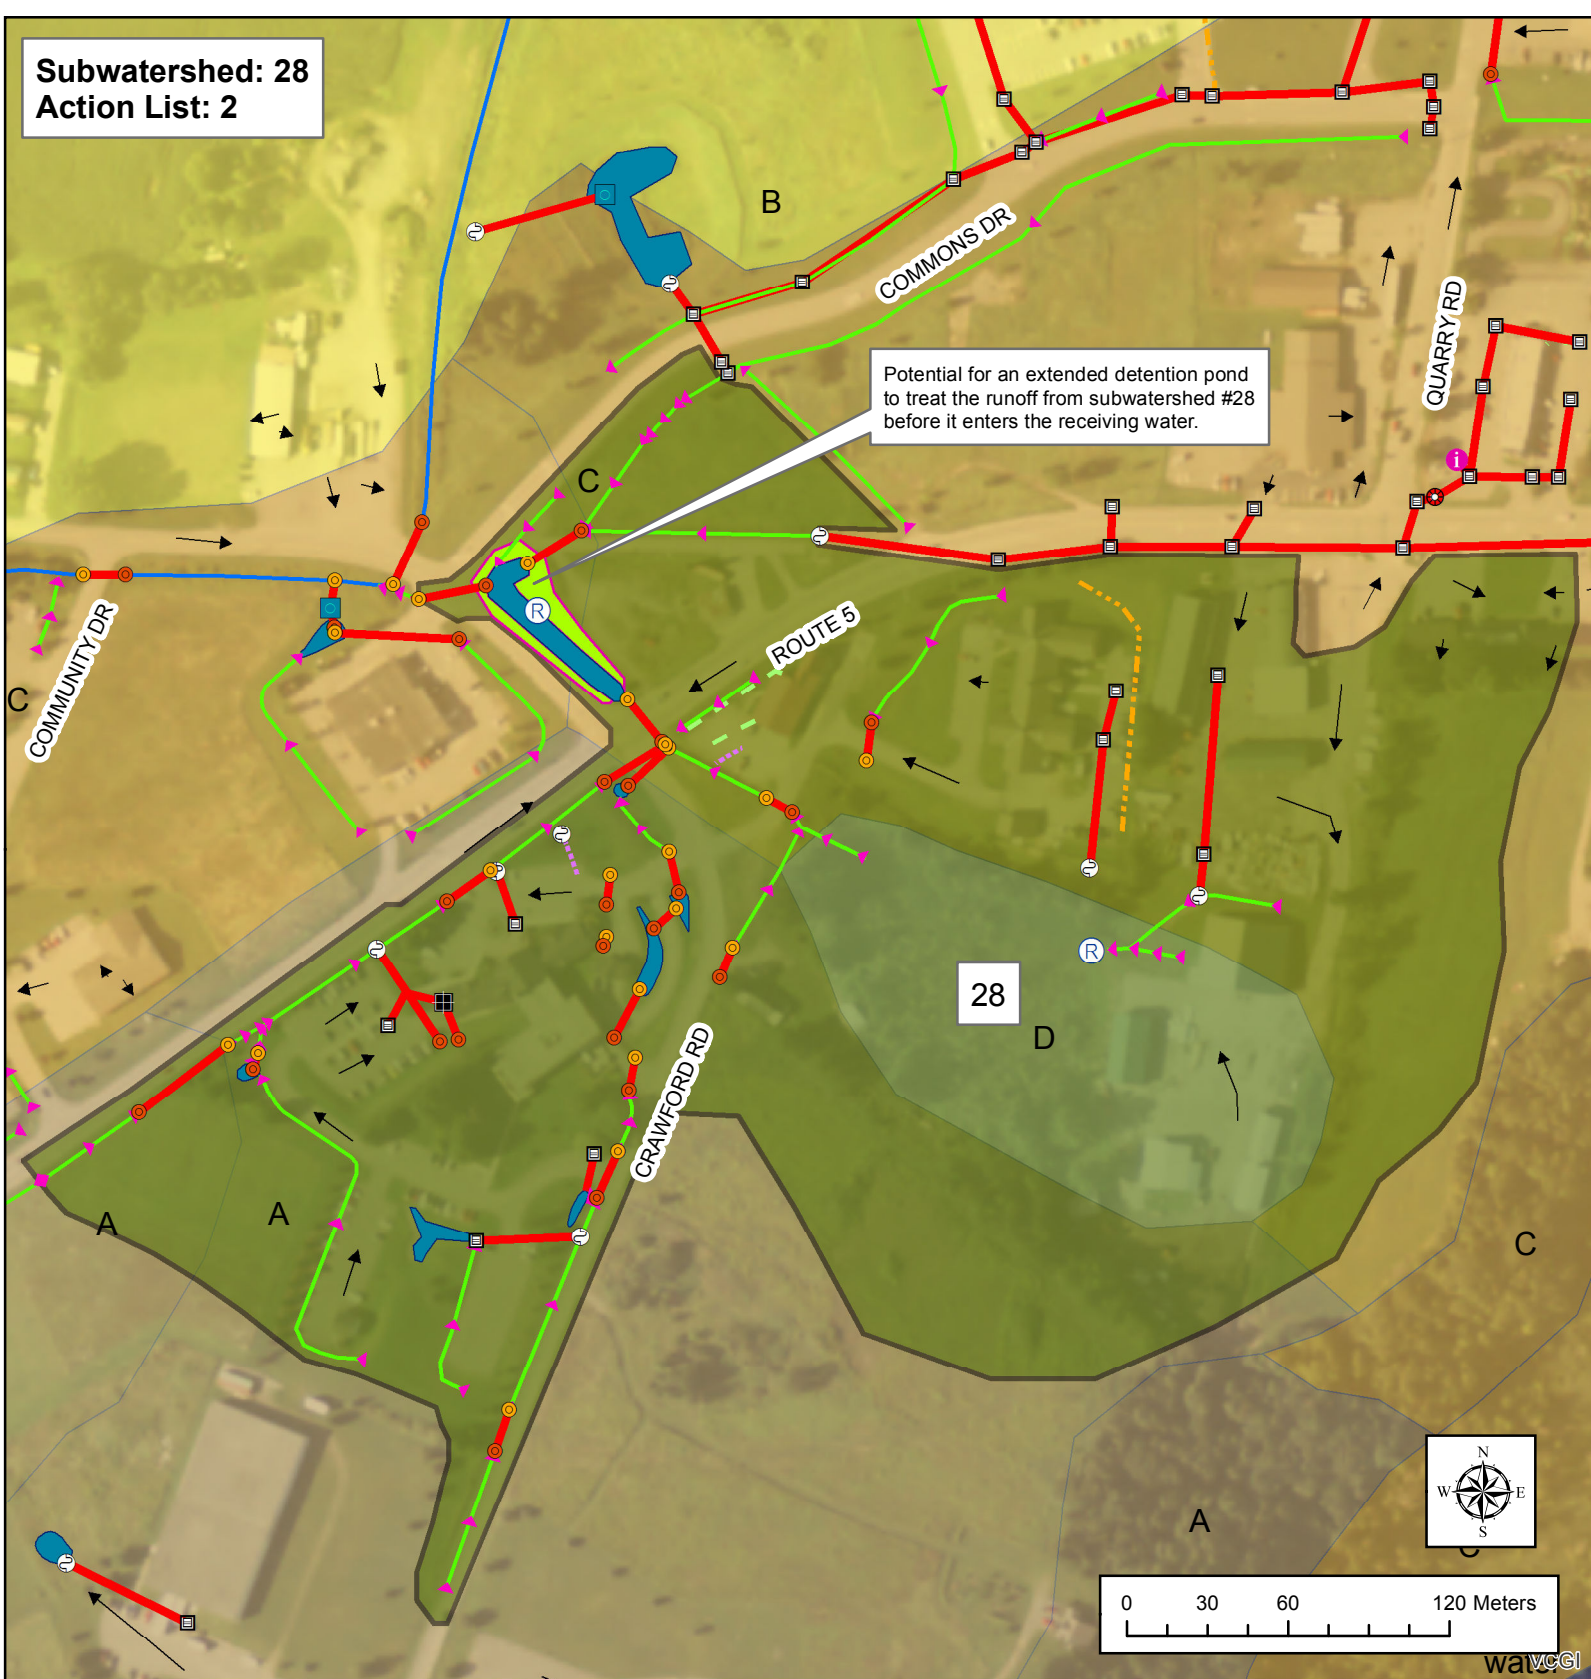 Subwatershed: 28
Action List: 2
B
COMMONS DR
QUARRY RD
Potential for an extended detention pond
to treat the runoff from subwatershed #28
before it enters the receiving water.
i
C
R
ROUTE 5
COMMUNITY DR
C
R
28
D
CRAWFORD RD
A
A
C
A
N
W E
S
C
0 30 60 120 Meters
water
VCGI